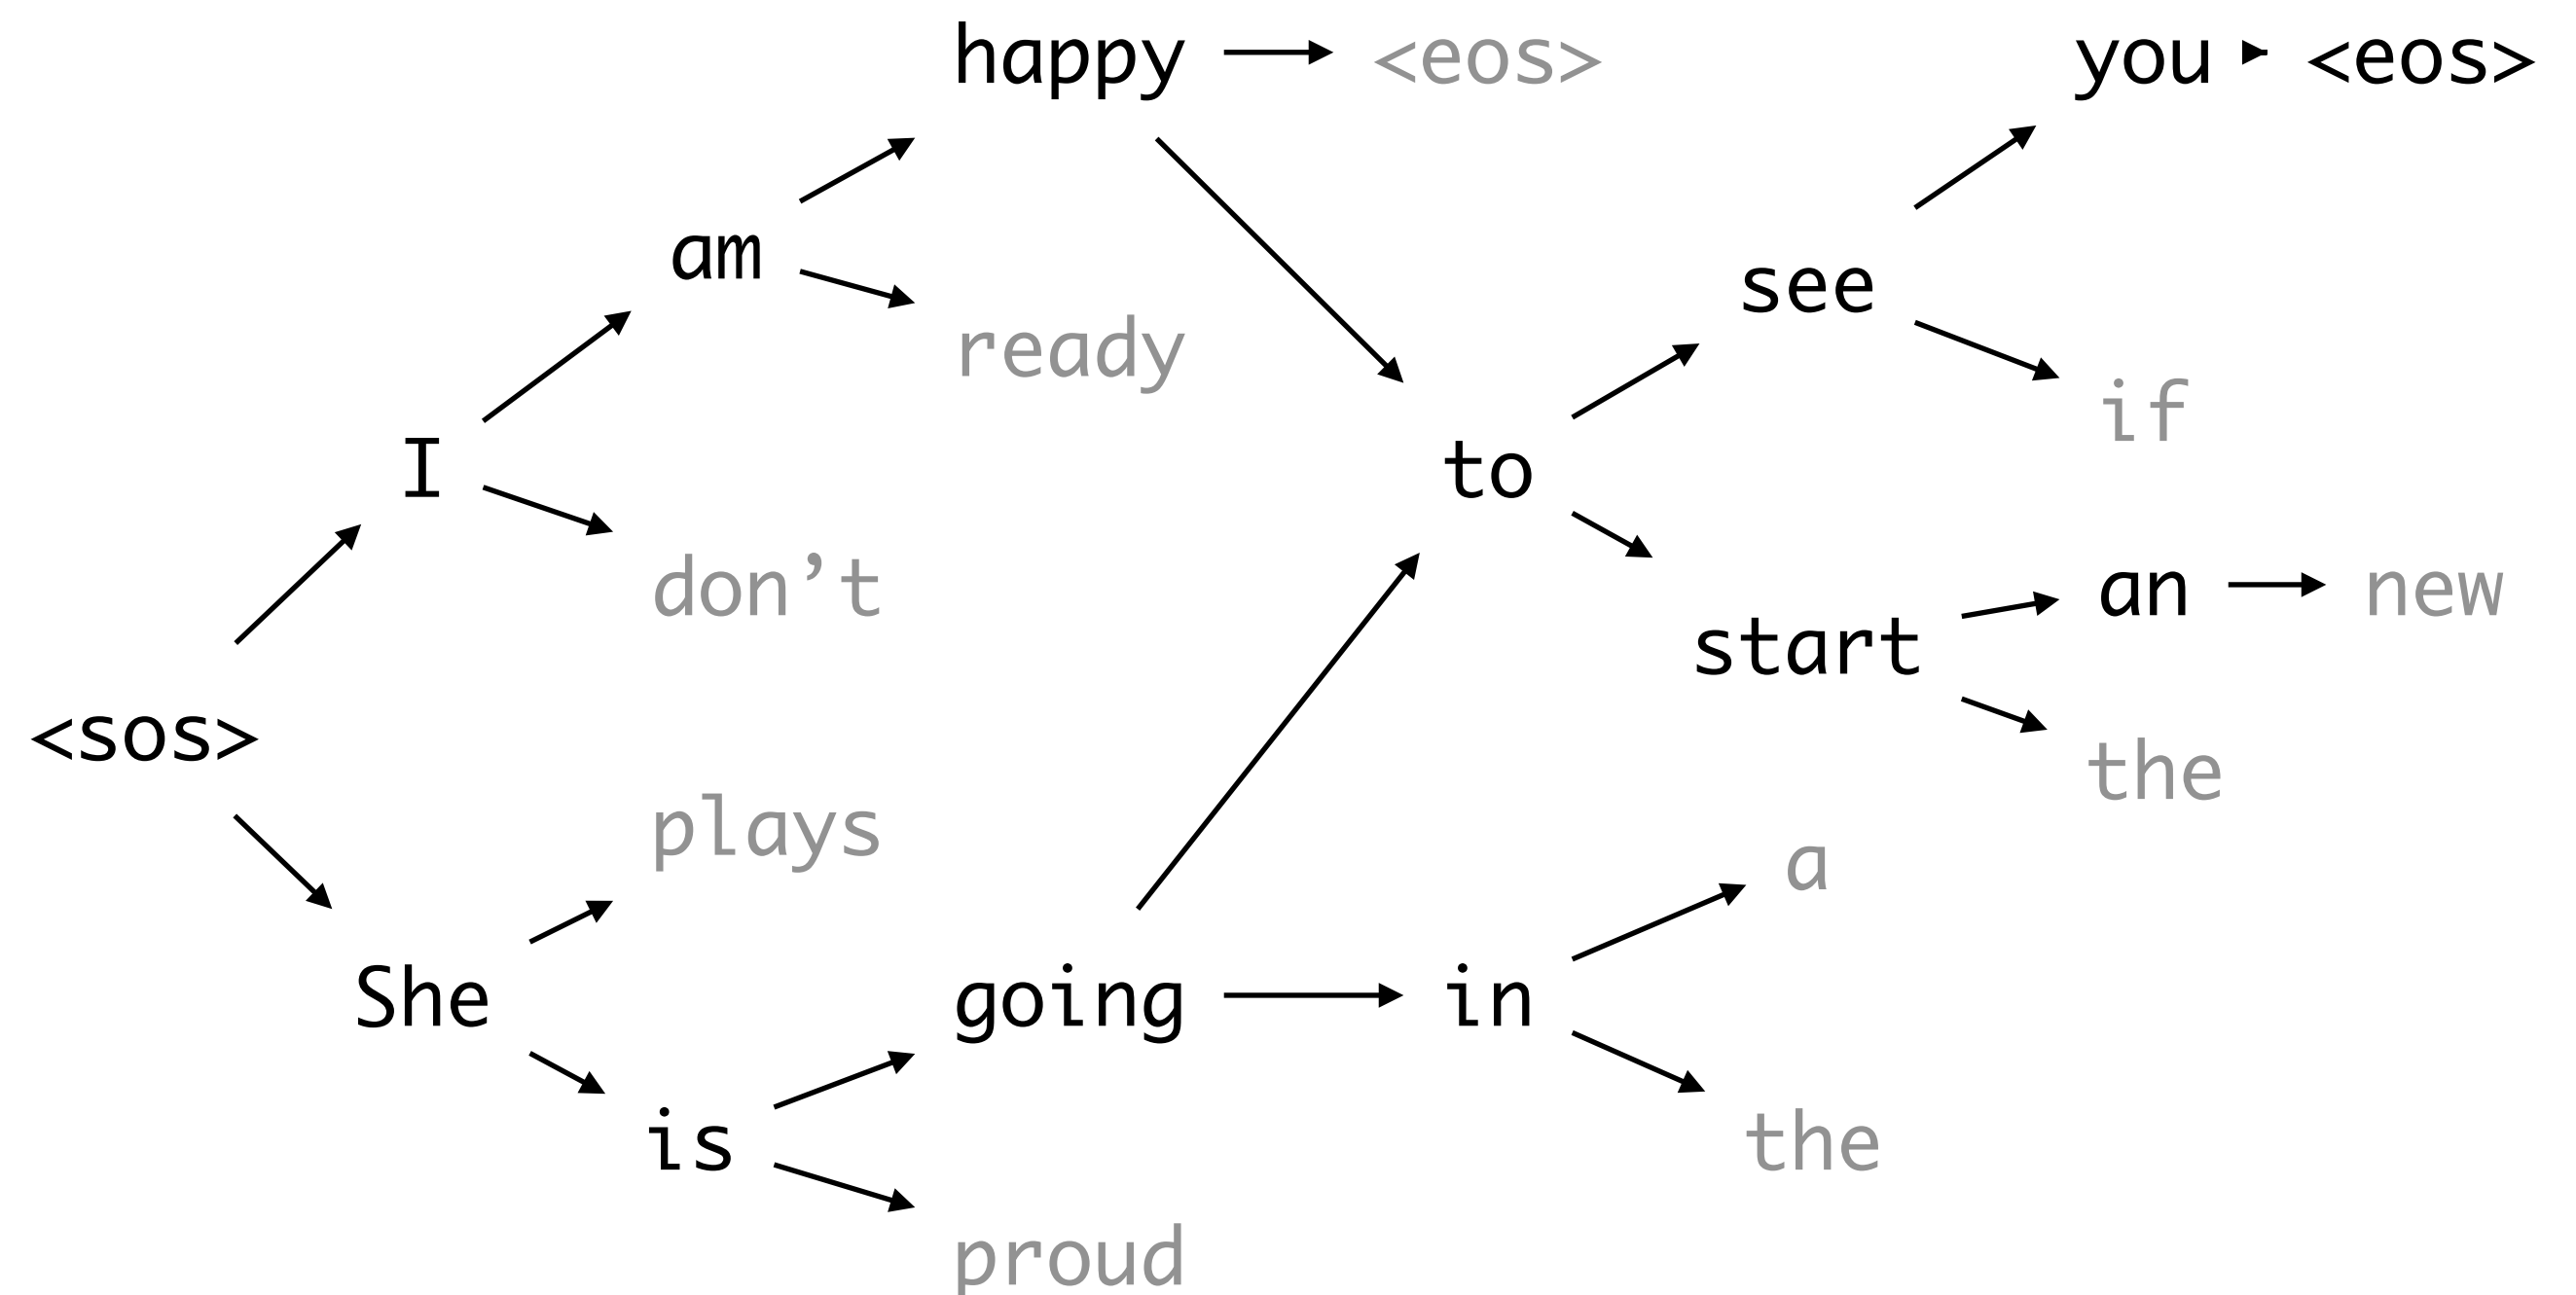 happy
<eos>
you
<eos>
am
see
ready
if
I
to
don’t
an
new
start
<sos>
the
plays
a
She
going
in
is
the
proud